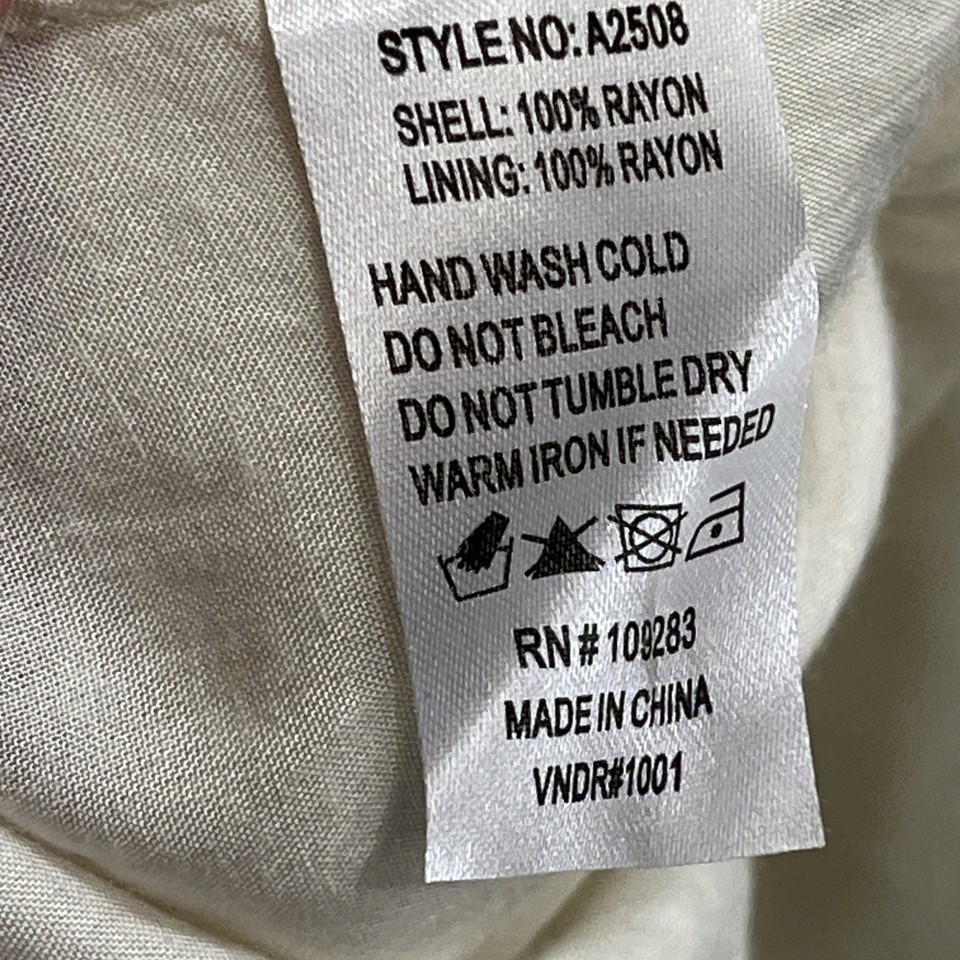 STYLE NO: A2508
SHELL: 100% RAYON
LINING: 100% RAYON
HAND WASH COLD
DO NOT BLEACH
DO NOT TUMBLE DRY
WARM IRON IF NEEDED
RN # 109283
MADE IN CHINA
VNDR#1001